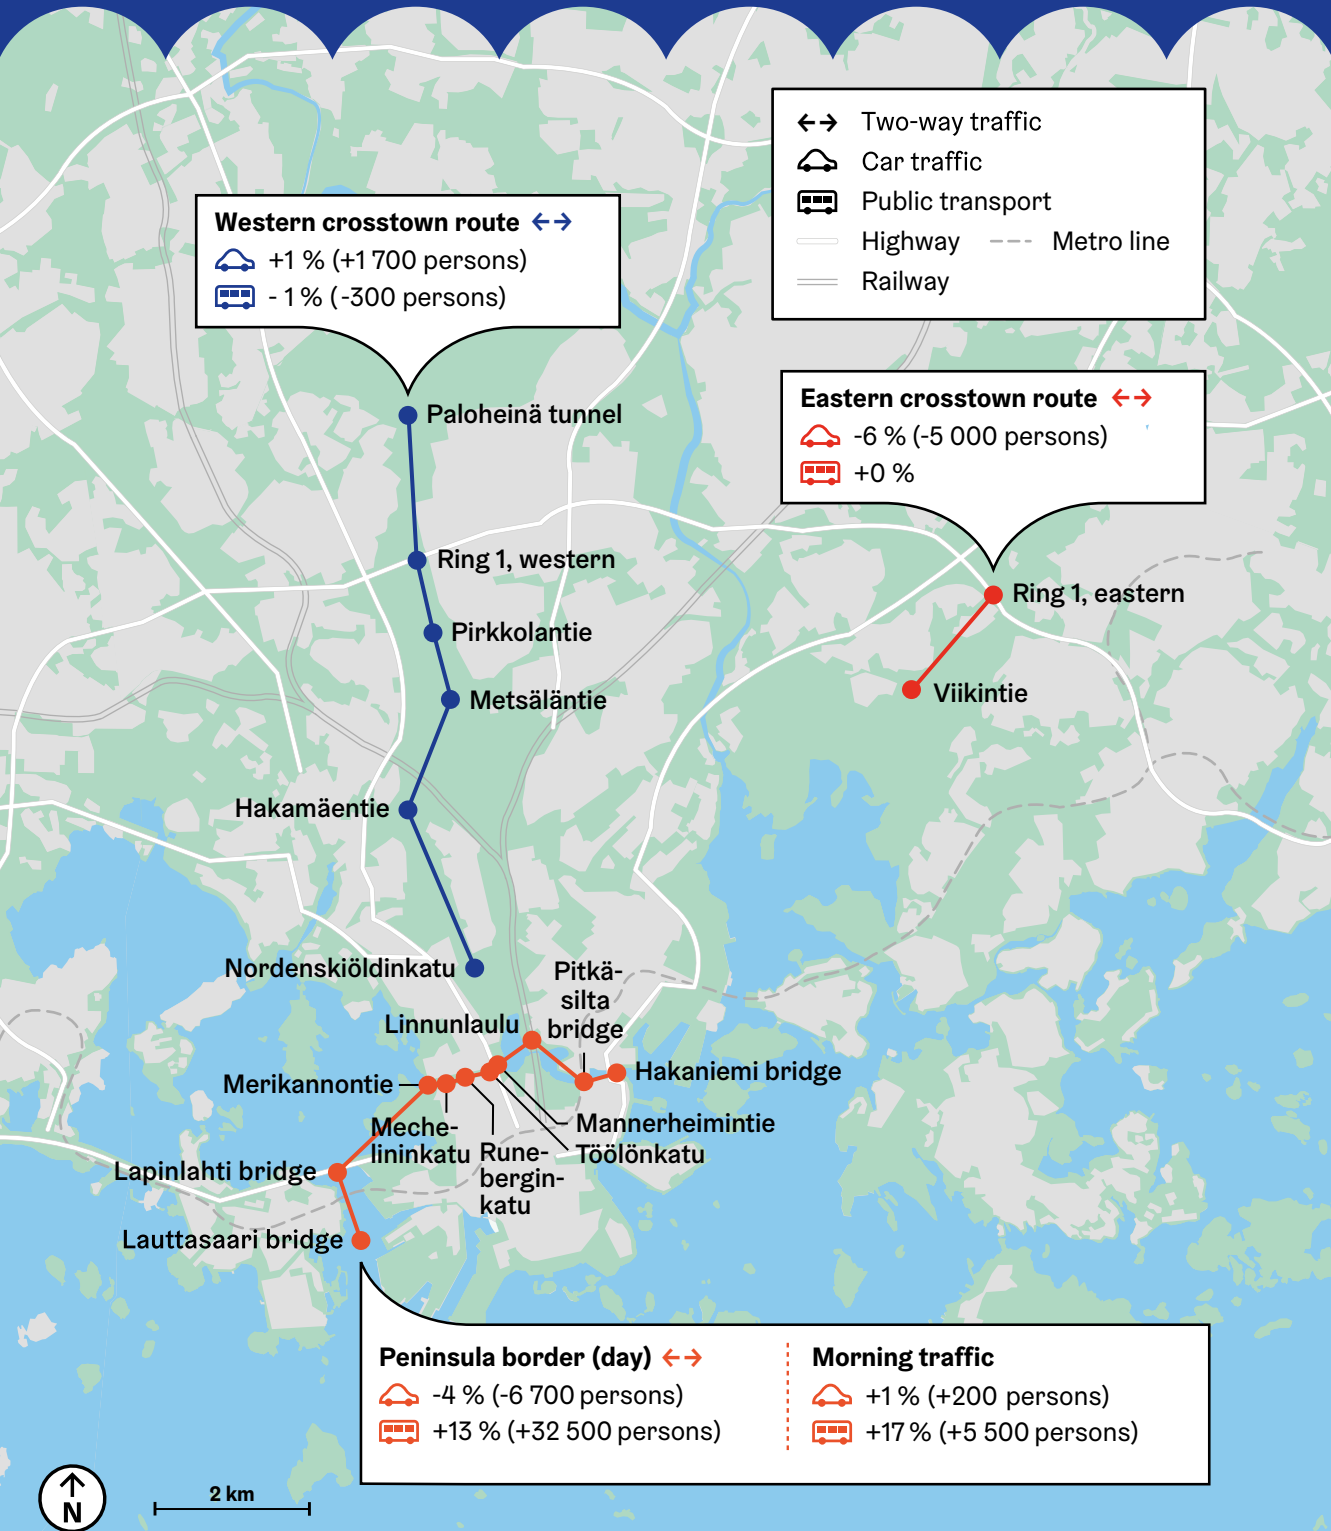 Two-way traffic
Car traffic
Public transport
Highway
Metro line
Railway
Western crosstown route
+1 % (+1 700 persons)
- 1 % (-300 persons)
Eastern crosstown route
-6 % (-5 000 persons)
+0 %
Paloheinä tunnel
Ring 1, western
Pirkkolantie
Metsäläntie
Hakamäentie
Nordenskiöldinkatu
Ring 1, eastern
Viikintie
Pitkä-
silta
bridge
Linnunlaulu
Hakaniemi bridge
Merikannontie
Meche-
lininkatu
Rune-
bergin-
katu
Mannerheimintie
Töölönkatu
Lapinlahti bridge
Lauttasaari bridge
Peninsula border (day)
-4 % (-6 700 persons)
+13 % (+32 500 persons)
Morning traffic
+1 % (+200 persons)
+17 % (+5 500 persons)
N
2 km